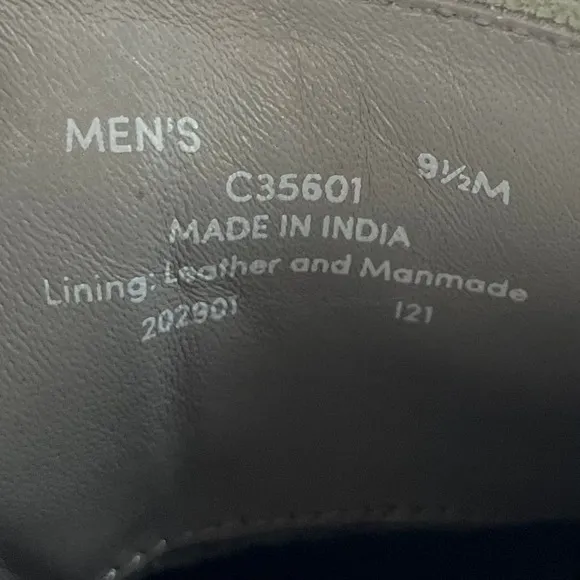 MEN'S
9½M
C35601
MADE IN INDIA
Lining: Leather and Manmade
202901 121